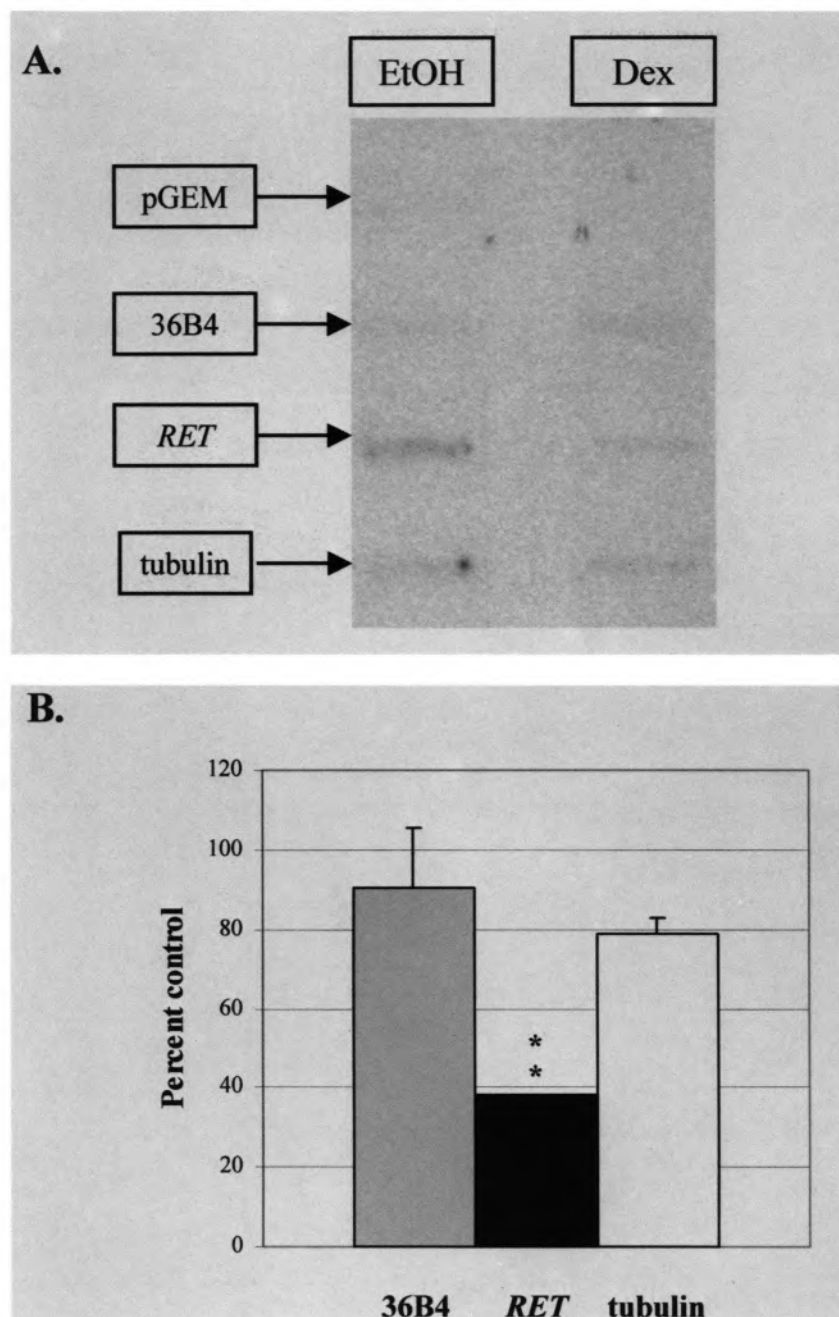 A.
EtOH Dex
pGEM
36B4
RET
tubulin
B.
120
100
80
60
40
20
0
Percent control
*
*
36B4 RET tubulin